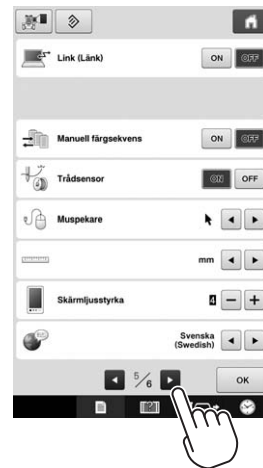 Link (Länk) ON OFF
Manuell färgsekvens ON OFF
Trådsensor ON OFF
Muspekare
mm
Skärmljusstyrka 4 − +
Svenska
(Swedish)
5/6 OK